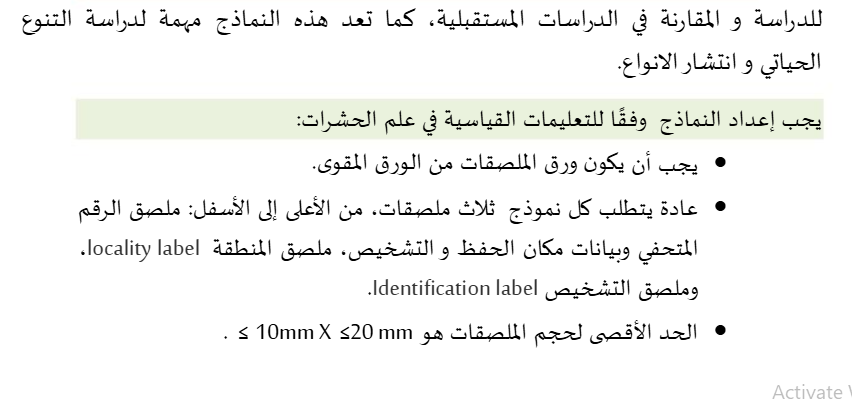 للدراسة و المقارنة في الدراسات المستقبلية، كما تعد هذه النماذج مهمة لدراسة التنوع
الحياتي و انتشار الانواع.
يجب إعداد النماذج وفقًا للتعليمات القياسية في علم الحشرات:
• يجب أن يكون ورق الملصقات من الورق المقوى.
• عادة يتطلب كل نموذج ثلاث ملصقات، من الأعلى إلى الأسفل: ملصق الرقم
المتحفي وبيانات مكان الحفظ و التشخيص، ملصق المنطقة locality label،
وملصق التشخيص Identification label.
• الحد الأقصى لحجم الملصقات هو ≤ 10mm X ≤20 mm .
Activate